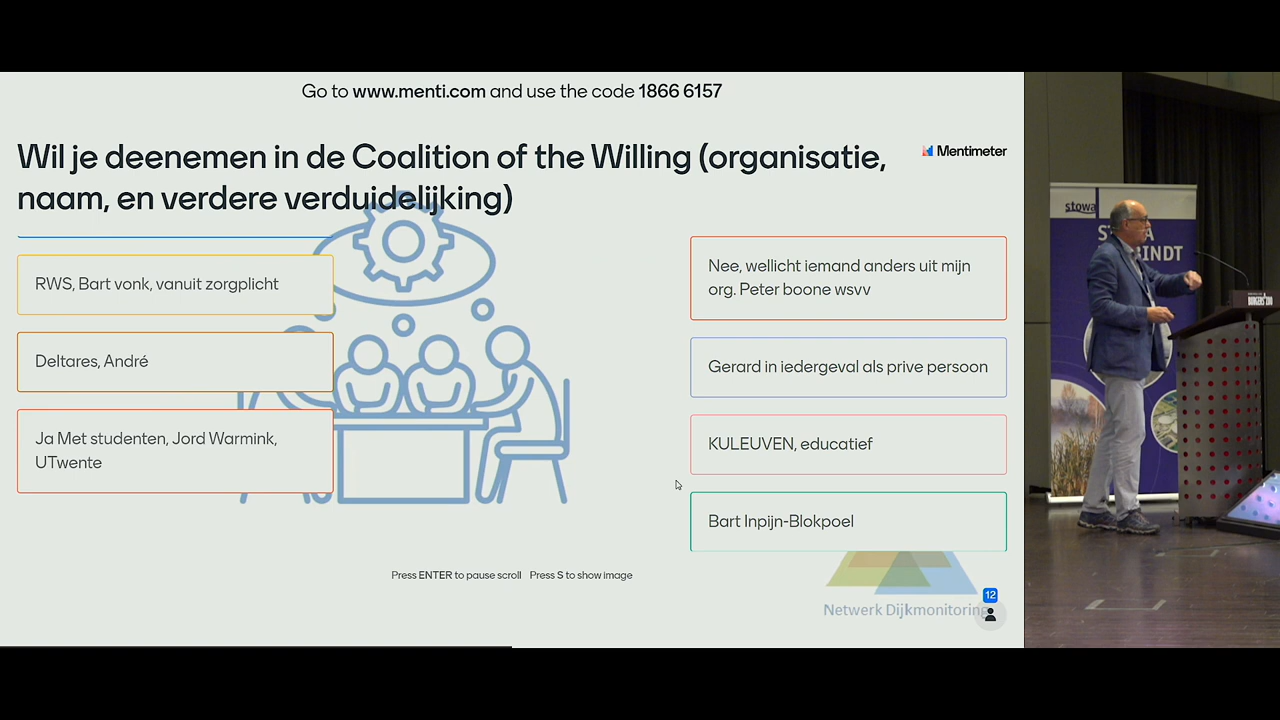 Go to www.menti.com and use the code 1866 6157
Wil je deenemen in de Coalition of the Willing (organisatie,
naam, en verdere verduidelijking)
Mentimeter
RWS, Bart vonk, vanuit zorgplicht
Deltares, André
Ja Met studenten, Jord Warmink,
UTwente
Nee, wellicht iemand anders uit mijn
org. Peter boone wsvv
Gerard in iedergeval als prive persoon
KULEUVEN, educatief
Bart Inpijn-Blokpoel
Press ENTER to pause scroll Press S to show image
Netwerk Dijkmonitoring
12
stowa
BURGERS' ZOO